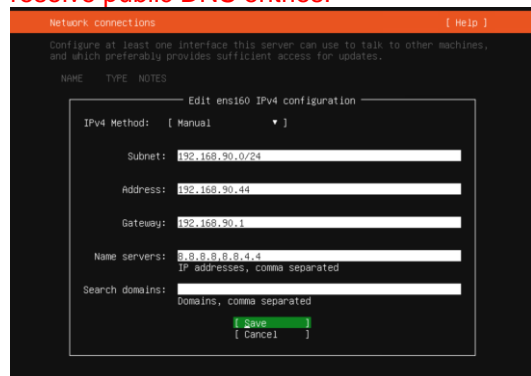 resolve public DNS entries.
Network connections [ Help ]
Configure at least one interface this server can use to talk to other machines,
and which preferably provides sufficient access for updates.
NAME TYPE NOTES
Edit ens160 IPv4 configuration
IPv4 Method: [ Manual ▾ ]
Subnet: 192.168.90.0/24
Address: 192.168.90.44
Gateway: 192.168.90.1
Name servers: 8.8.8.8,8.8.4.4
IP addresses, comma separated
Search domains:
Domains, comma separated
[ Save ]
[ Cancel ]